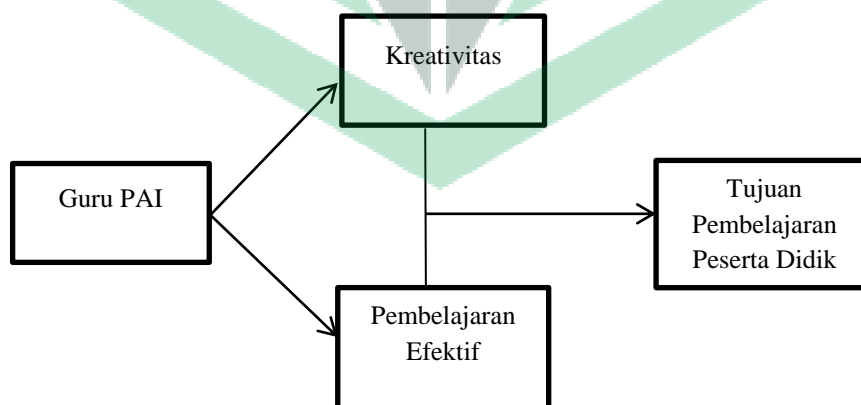 Kreativitas
Guru PAI
Tujuan
Pembelajaran
Peserta Didik
Pembelajaran
Efektif